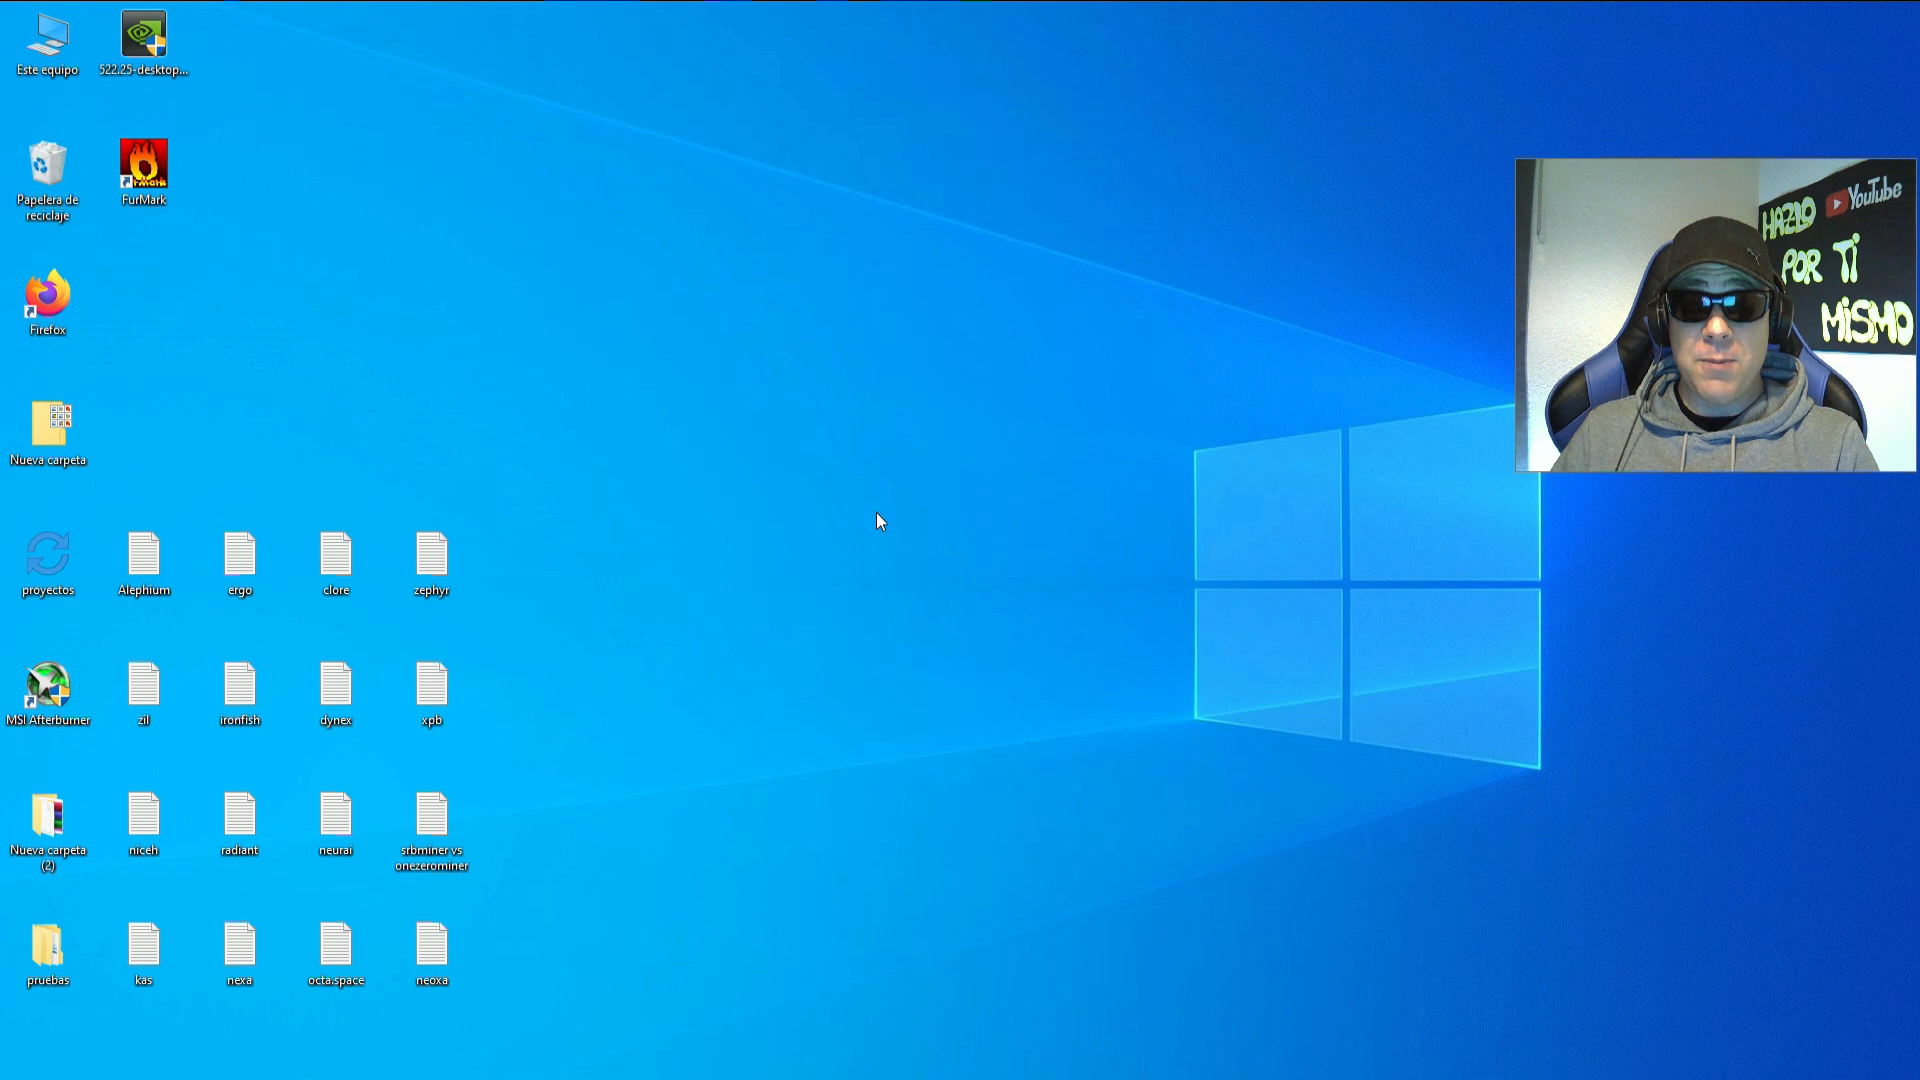 Este equipo
522.25-desktop...
Papelera de
reciclaje
FurMark
Firefox
Nueva carpeta
proyectos
Alephium
ergo
clore
zephyr
MSI Afterburner
zil
ironfish
dynex
xpb
Nueva carpeta
(2)
niceh
radiant
neurai
srbminer vs
onezerominer
pruebas
kas
nexa
octa.space
neoxa
YouTube
HAZLO
POR TI
MiSMO